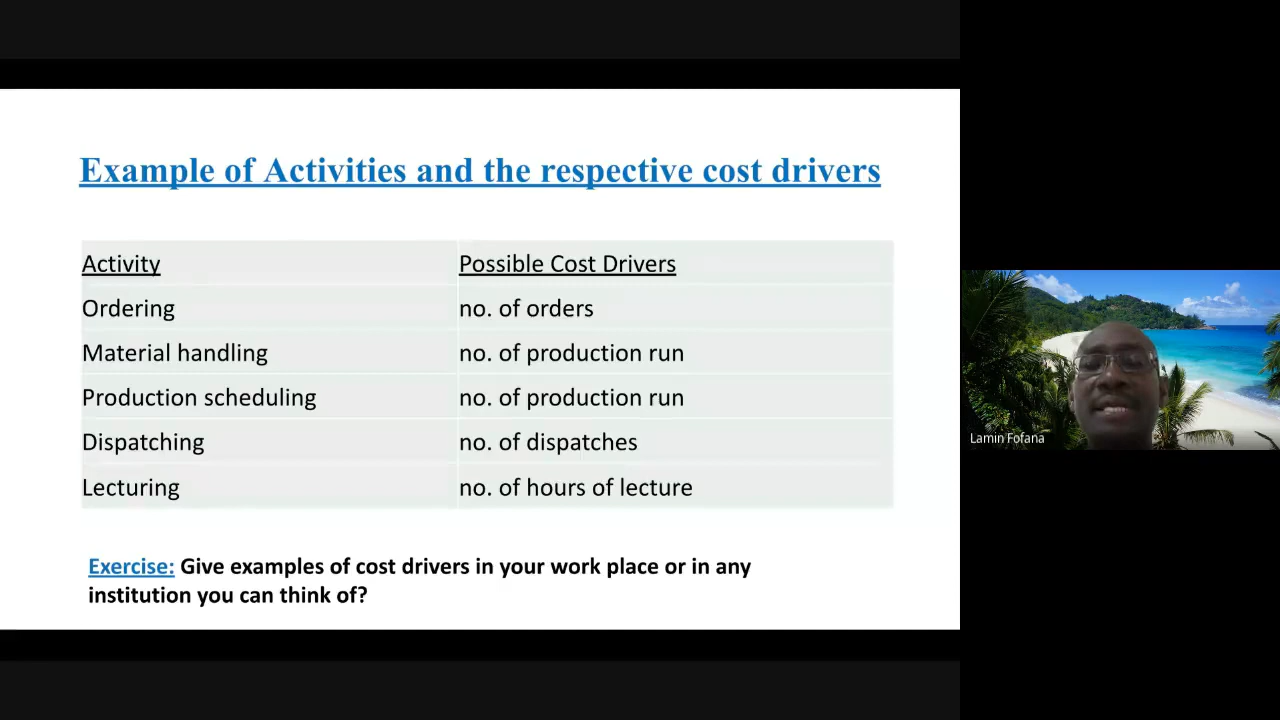 Example of Activities and the respective cost drivers
Activity Possible Cost Drivers
Ordering no. of orders
Material handling no. of production run
Production scheduling no. of production run
Dispatching no. of dispatches
Lecturing no. of hours of lecture
Exercise: Give examples of cost drivers in your work place or in any
institution you can think of?
Lamin Fofana